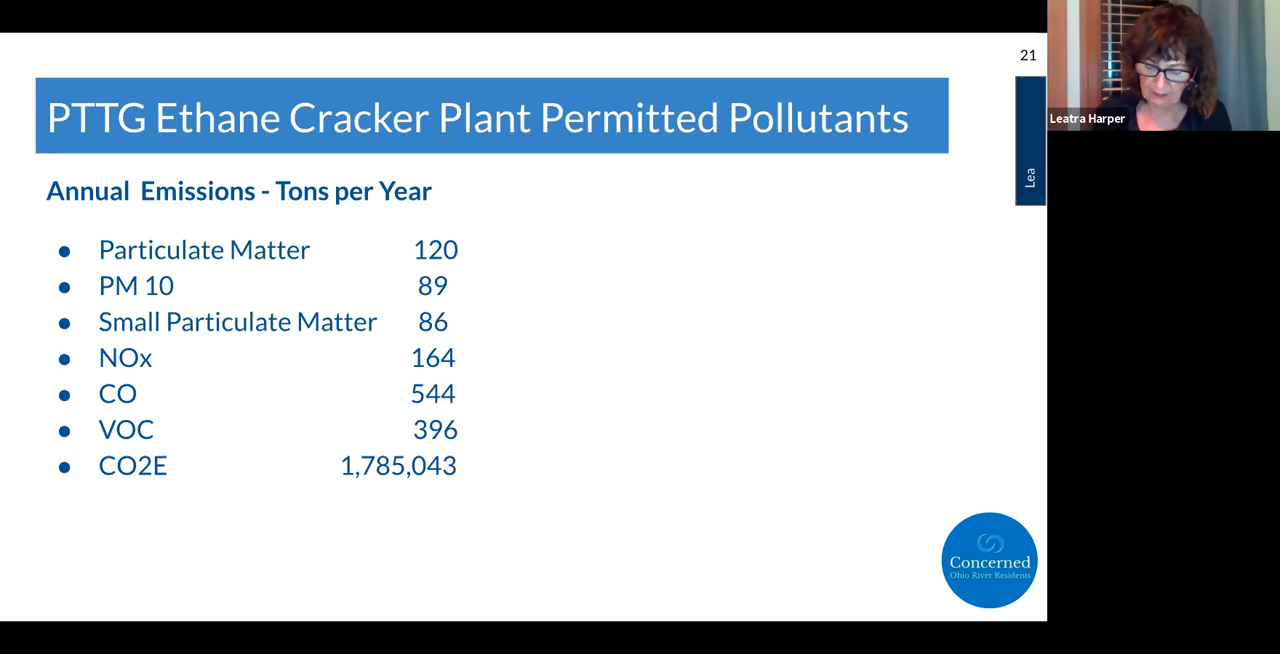 21
PTTG Ethane Cracker Plant Permitted Pollutants
Leatra Harper
Lea
Annual Emissions - Tons per Year
● Particulate Matter 120
● PM 10 89
● Small Particulate Matter 86
● NOx 164
● CO 544
● VOC 396
● CO2E 1,785,043
Concerned
Ohio River Residents